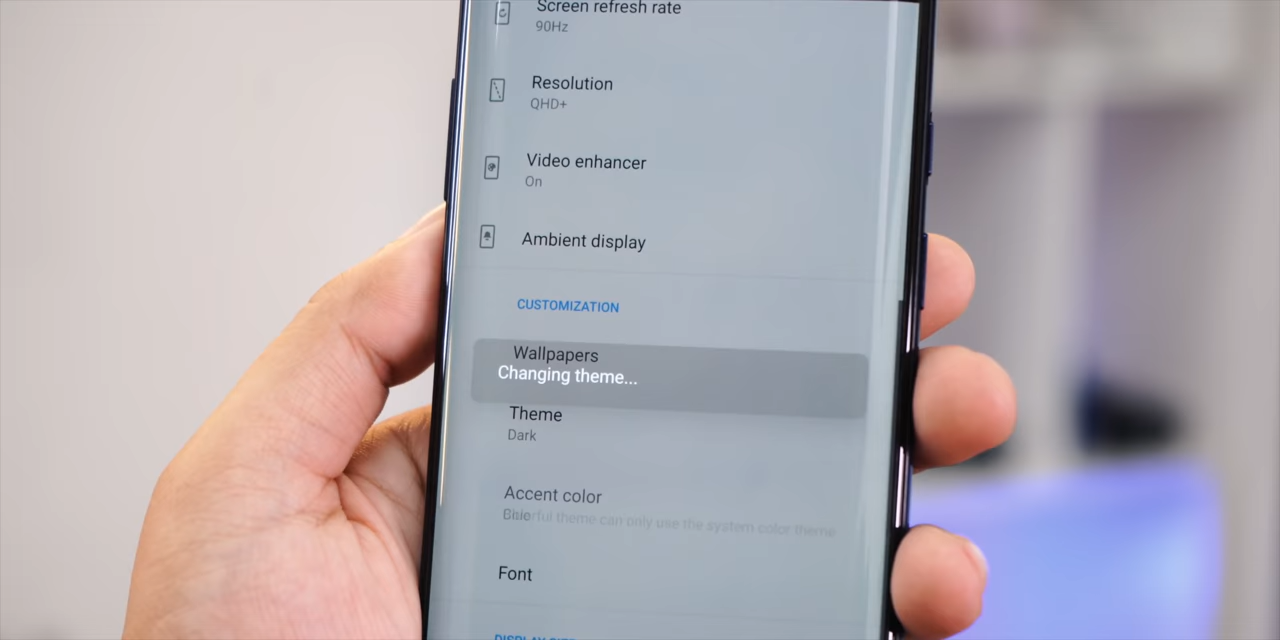 Screen refresh rate
90Hz
Resolution
QHD+
Video enhancer
On
Ambient display
CUSTOMIZATION
Wallpapers
Changing theme...
Theme
Dark
Accent color
Blue
theme can only use the system color theme
Font